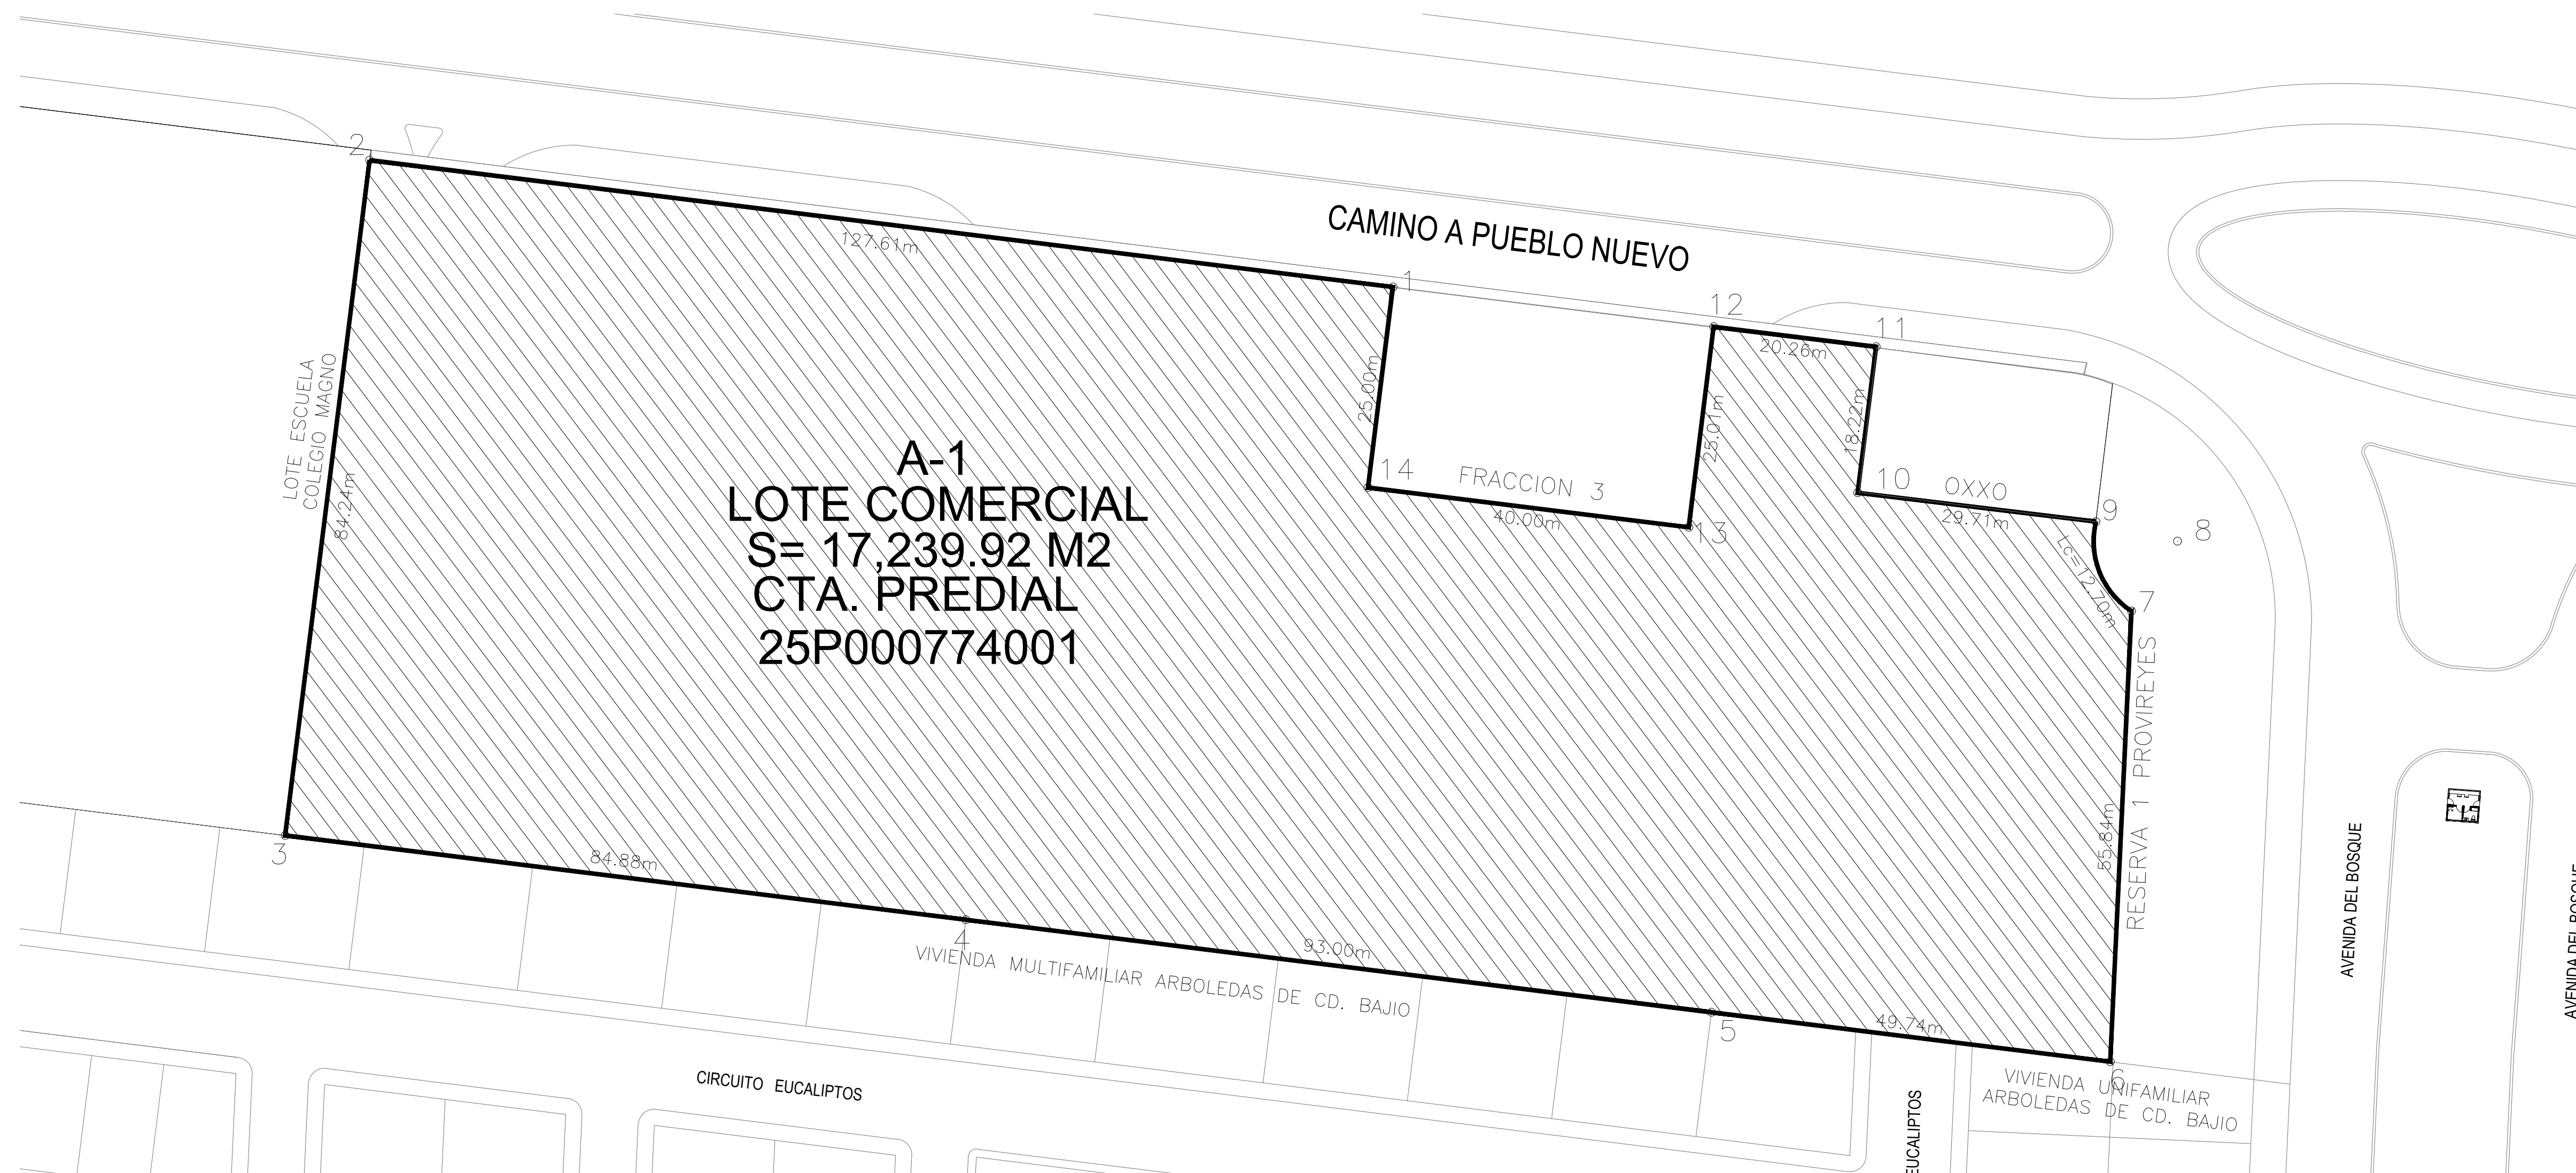 2
127.61m
CAMINO A PUEBLO NUEVO
1
12
11
20.26m
25.00m
25.01m
18.22m
LOTE ESCUELA
COLEGIO MAGNO
84.24m
A-1
LOTE COMERCIAL
S= 17,239.92 M2
CTA. PREDIAL
25P000774001
14
FRACCION 3
40.00m
13
10
OXXO
29.71m
9
8
Lc=12.70m
7
RESERVA 1 PROVIREYES
55.84m
AVENIDA DEL BOSQUE
AVENIDA DEL BOSQUE
3
84.88m
4
93.00m
VIVIENDA MULTIFAMILIAR ARBOLEDAS DE CD. BAJIO
5
49.74m
6
VIVIENDA UNIFAMILIAR
ARBOLEDAS DE CD. BAJIO
CIRCUITO EUCALIPTOS
EUCALIPTOS